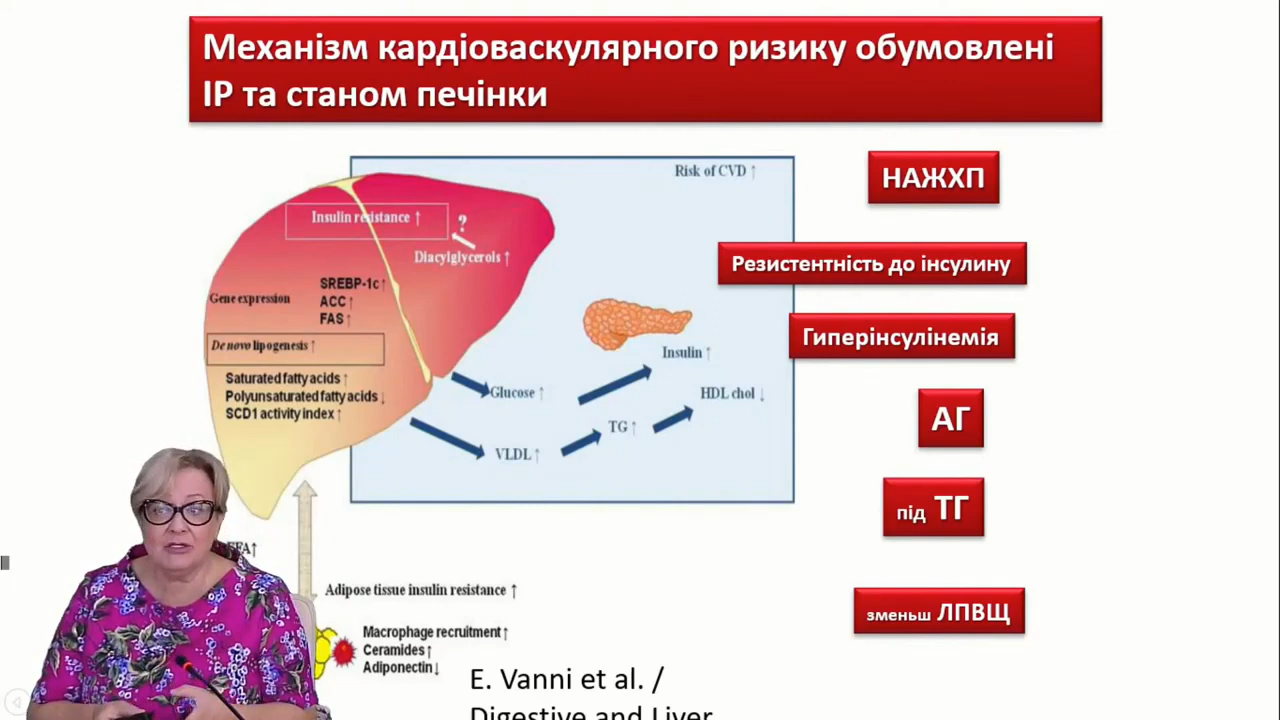 Механізм кардіоваскулярного ризику обумовлені
ІР та станом печінки
Risk of CVD ↑
Insulin resistance ↑
?
Diacylglycerols ↑
Gene expression
SREBP-1c ↑
ACC ↑
FAS ↑
De novo lipogenesis ↑
Saturated fatty acids ↑
Polyunsaturated fatty acids ↓
SCD1 activity index ↑
Glucose ↑
Insulin ↑
HDL chol ↓
TG ↑
VLDL ↑
Adipose tissue insulin resistance ↑
Macrophage recruitment ↑
Ceramides ↑
Adiponectin ↓
E. Vanni et al. /
Digestive and Liver
НАЖХП
Резистентність до інсулину
Гиперінсулінемія
АГ
під ТГ
зменьш ЛПВЩ